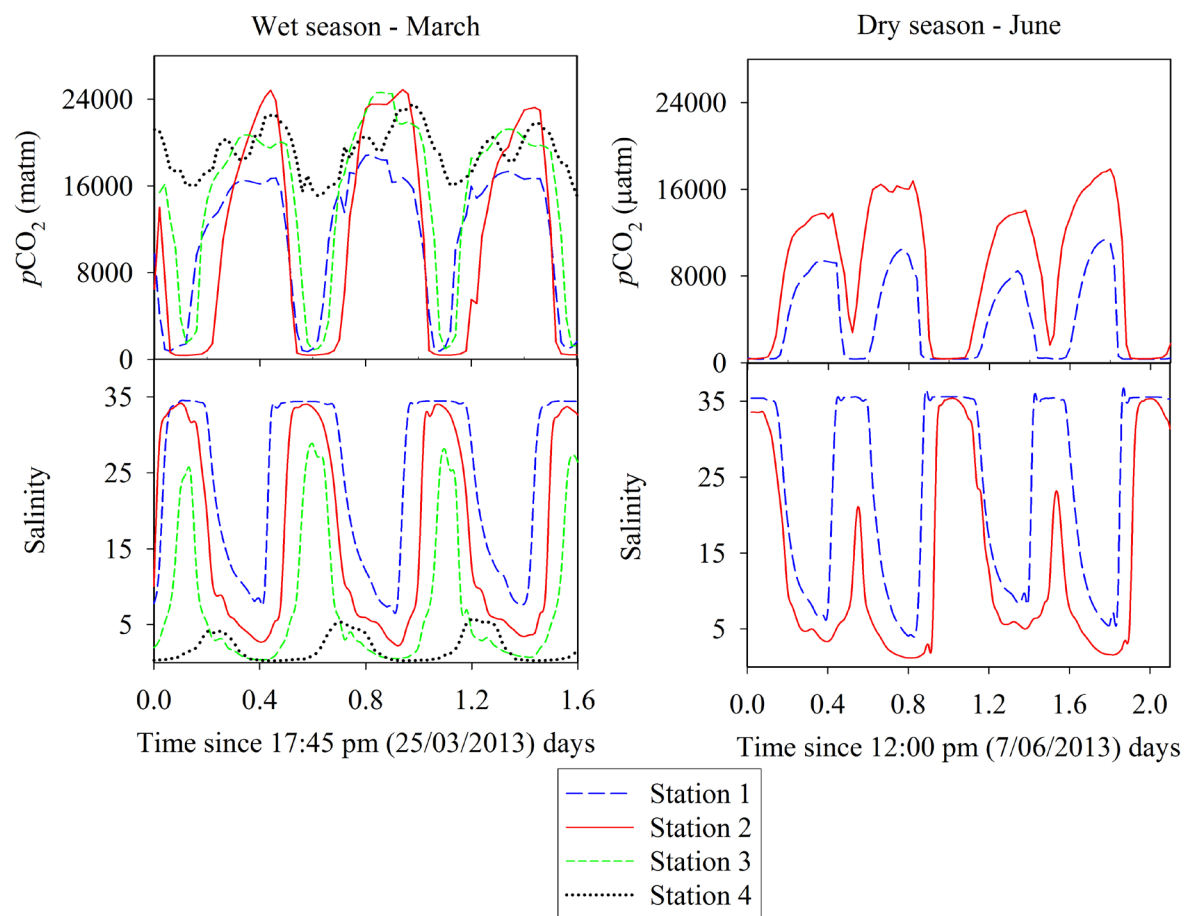 Wet season - March
Dry season - June
24000
16000
8000
0
pCO2 (matm)
24000
16000
8000
0
pCO2 (µatm)
35
25
15
5
Salinity
35
25
15
5
Salinity
0.0 0.4 0.8 1.2 1.6
0.0 0.4 0.8 1.2 1.6 2.0
Time since 17:45 pm (25/03/2013) days
Time since 12:00 pm (7/06/2013) days
Station 1
Station 2
Station 3
Station 4